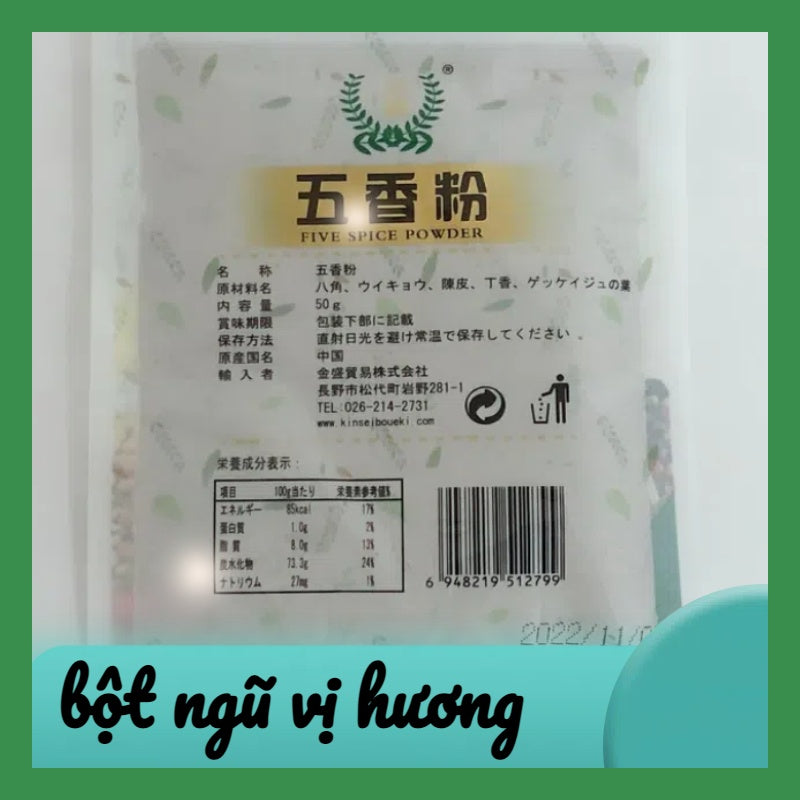 ®
五香粉
FIVE SPICE POWDER
名 称 五香粉
原材料名 八角、ウイキョウ、陳皮、丁香、ゲッケイジュの葉
内容量 50g
賞味期限 包装下部に記載
保存方法 直射日光を避け常温で保存してください。
原産国名 中国
輸入者 金盛貿易株式会社
長野市松代町岩野281-1
TEL:026-214-2731
www.kinseiboueki.com
栄養成分表示:
項目 100g当たり 栄養素参考値%
エネルギー 85kcal 17%
蛋白質 1.0g 2%
脂質 8.0g 13%
炭水化物 73.3g 24%
ナトリウム 27mg 1%
6 948219 512799
2022/11/
bột ngũ vị hương